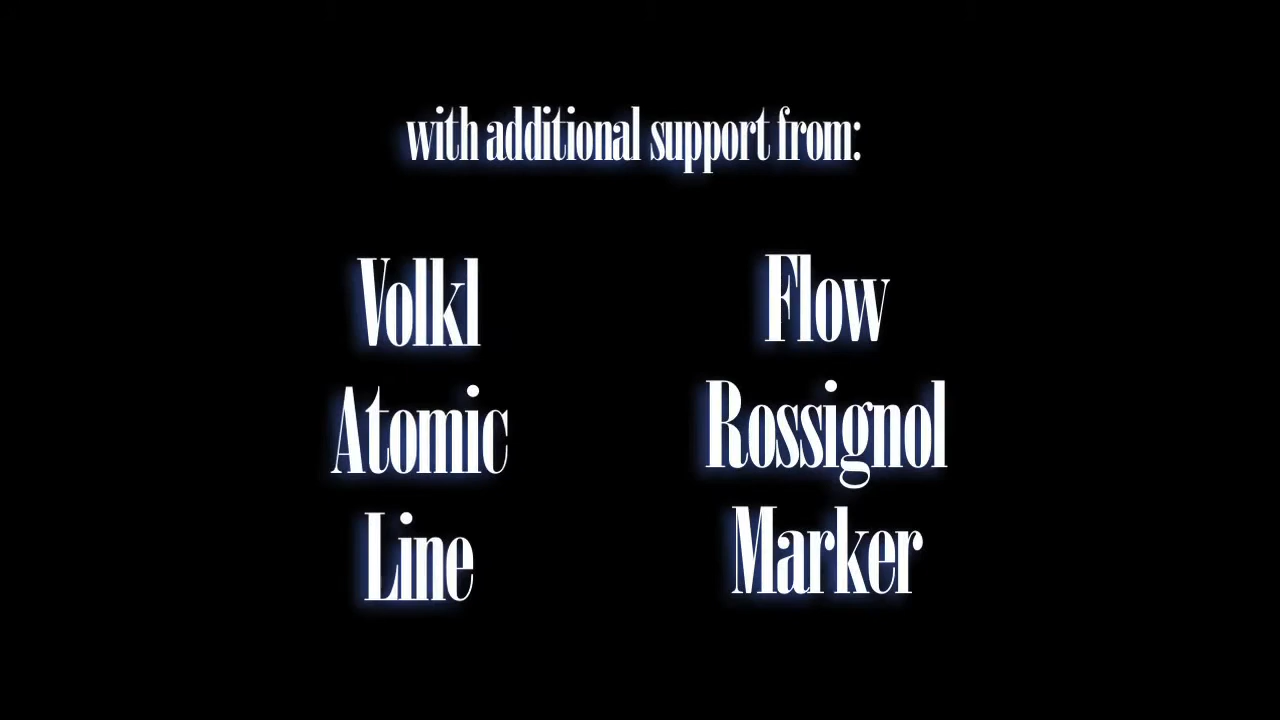 with additional support from:
Volkl
Flow
Atomic
Rossignol
Line
Marker